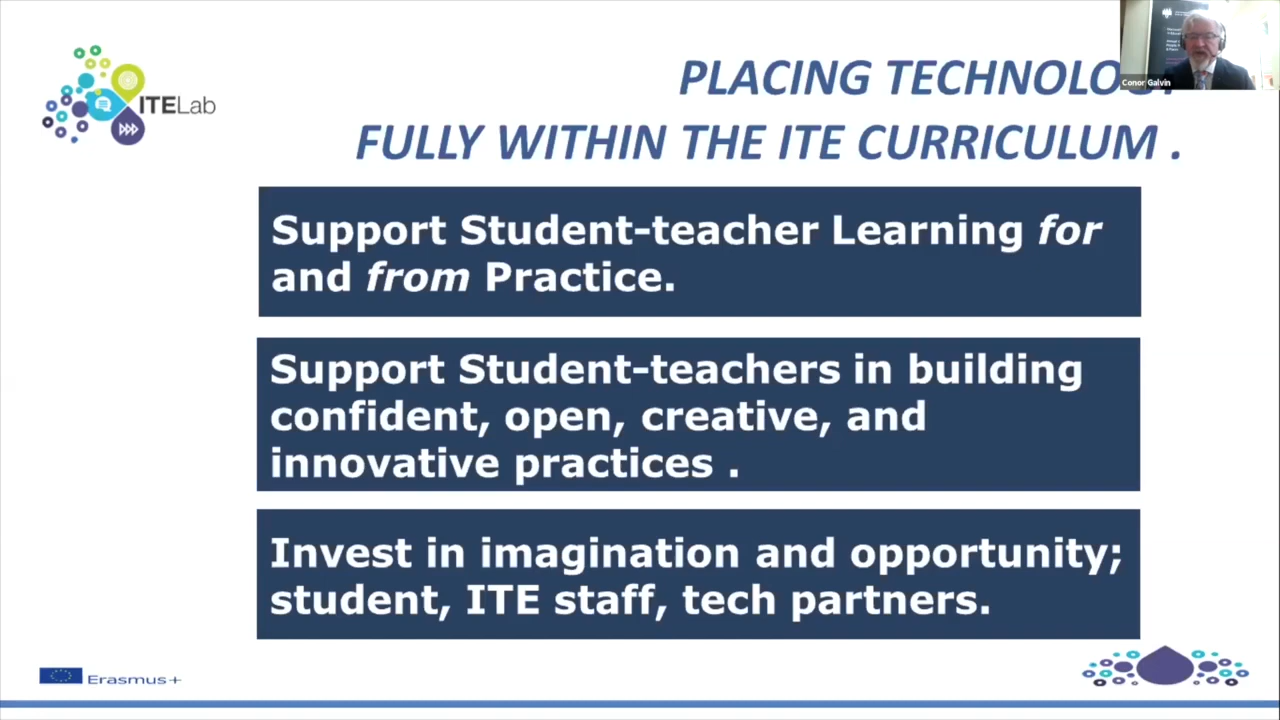 ITELab
PLACING TECHNOLOGY
FULLY WITHIN THE ITE CURRICULUM .
Conor Galvin
Support Student-teacher Learning for
and from Practice.
Support Student-teachers in building
confident, open, creative, and
innovative practices .
Invest in imagination and opportunity;
student, ITE staff, tech partners.
Erasmus+